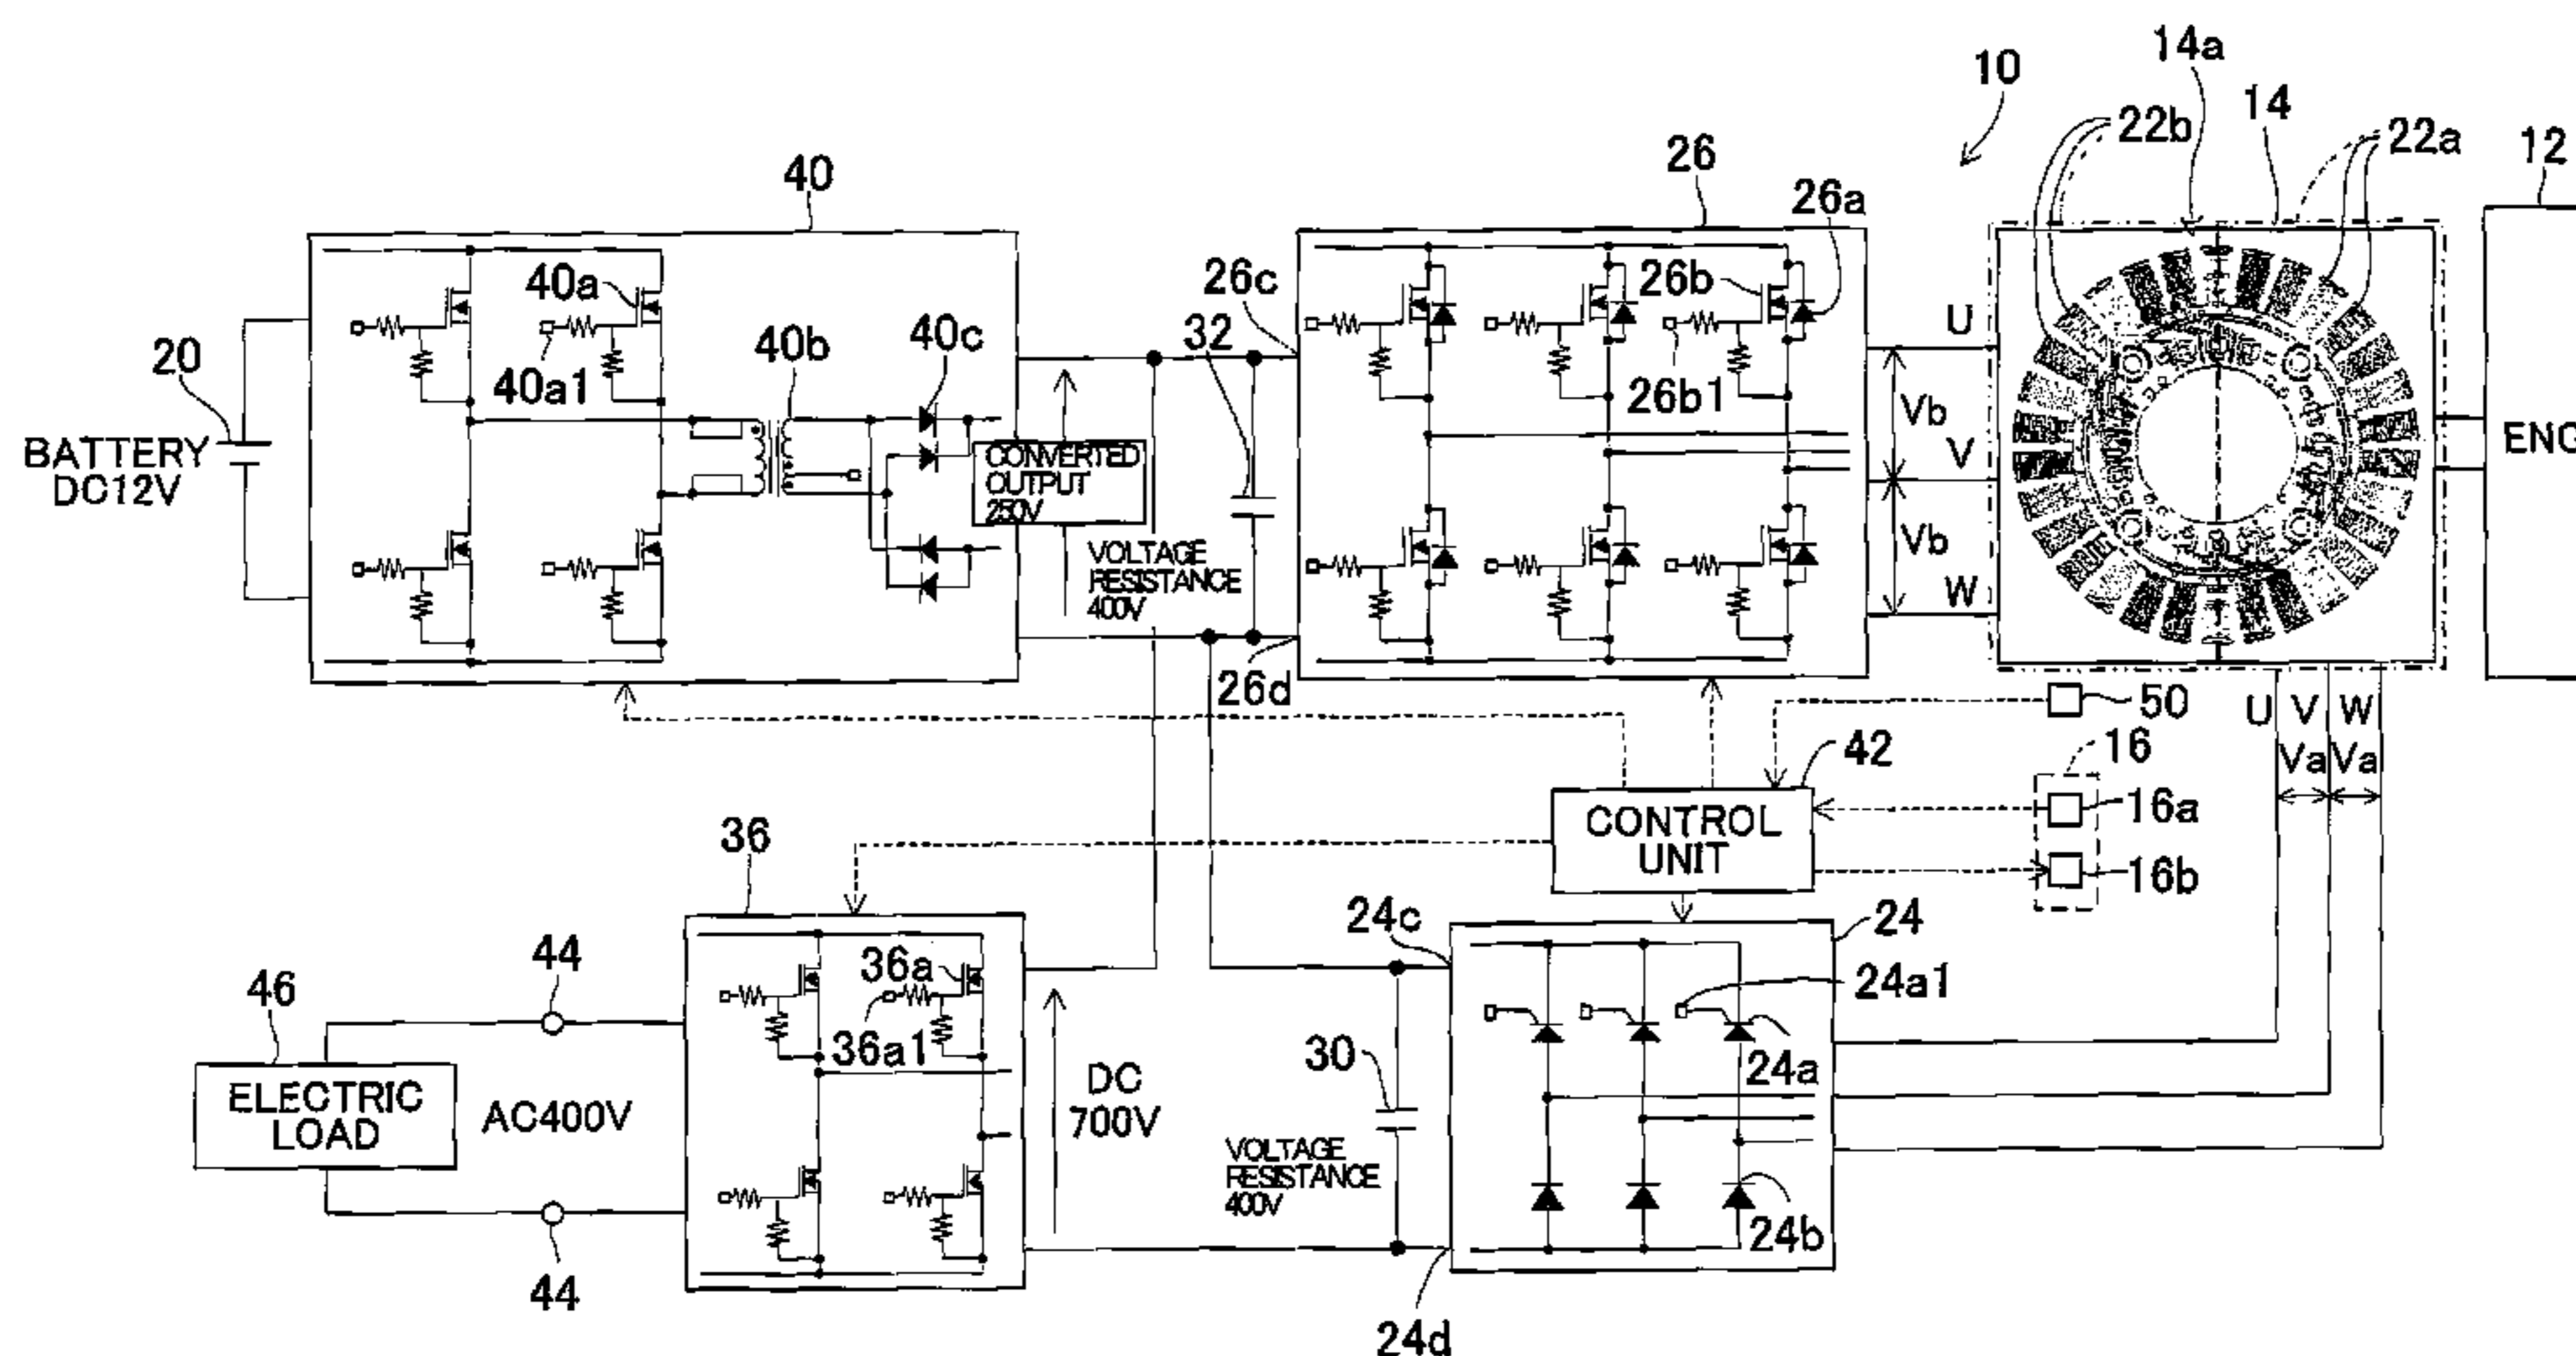 10
14a
14
22b
22a
12
40
26
26a
40a
26c
26b
40c
U
32
40b
20
40a1
26b1
Vb
BATTERY
DC12V
V
ENG
CONVERTED
OUTPUT
250V
Vb
VOLTAGE
RESISTANCE
400V
W
26d
50
U V W
42
16
Va Va
CONTROL
UNIT
16a
36
16b
24c
24
44
36a
46
24a1
36a1
30
24a
ELECTRIC
LOAD
AC400V
DC
700V
VOLTAGE
RESISTANCE
400V
24b
44
24d